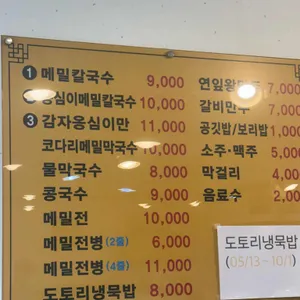 ❶ 메밀칼국수 9,000
옹심이메밀칼국수 10,000
❸ 감자옹심이만 11,000
코다리메밀막국수 10,000
물막국수 8,000
콩국수 9,000
메밀전 10,000
메밀전병 (2줄) 6,000
메밀전병 (4줄) 11,000
도토리냉묵밥 8,000
연잎왕만두 7,000
갈비만두 7,000
공깃밥/보리밥 1,000
소주·맥주 5,000
막걸리 4,000
음료수 2,000
도토리냉묵밥
(05/13~10/1)